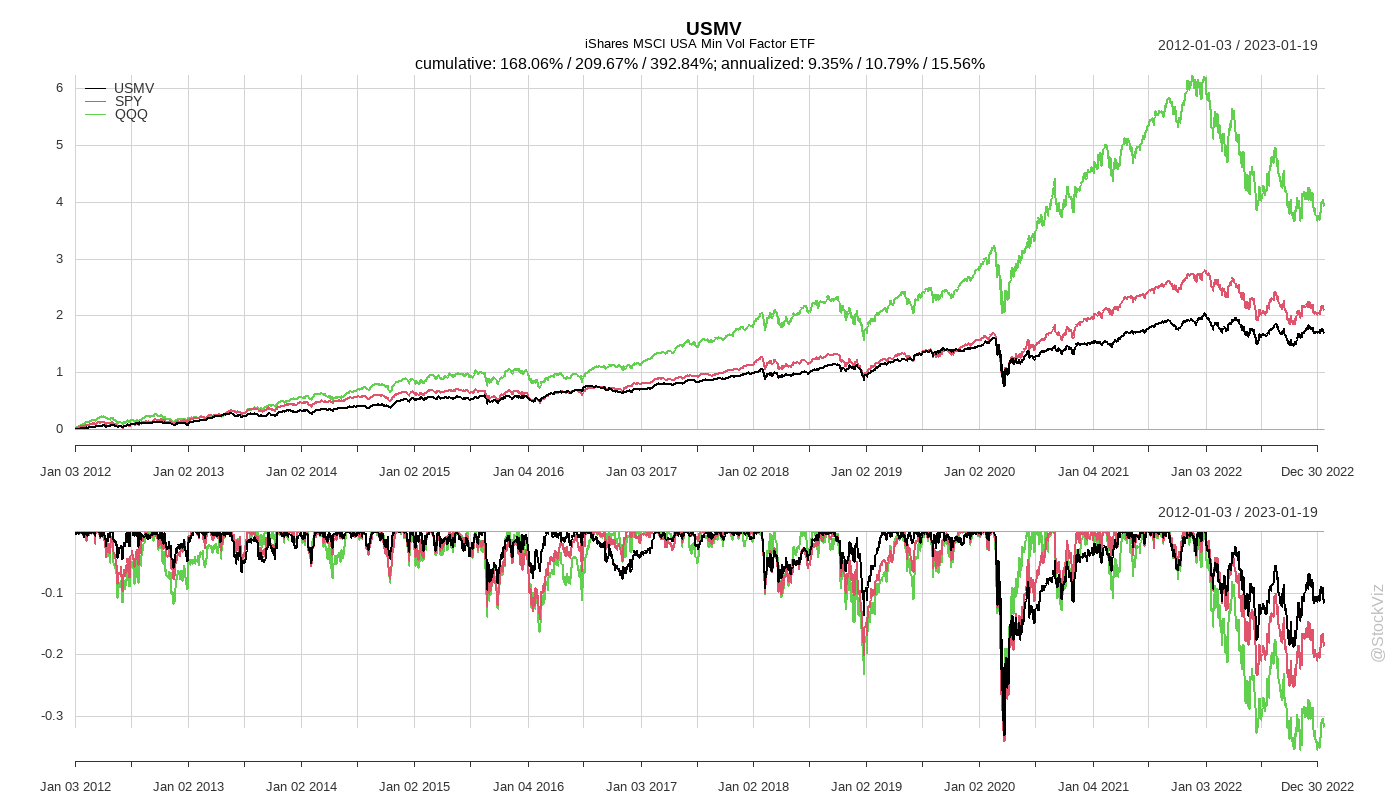 USMV
iShares MSCI USA Min Vol Factor ETF
2012-01-03 / 2023-01-19
cumulative: 168.06% / 209.67% / 392.84%; annualized: 9.35% / 10.79% / 15.56%
USMV
SPY
QQQ
6
5
4
3
2
1
0
Jan 03 2012 Jan 02 2013 Jan 02 2014 Jan 02 2015 Jan 04 2016 Jan 03 2017 Jan 02 2018 Jan 02 2019 Jan 02 2020 Jan 04 2021 Jan 03 2022 Dec 30 2022
2012-01-03 / 2023-01-19
-0.1
-0.2
-0.3
Jan 03 2012 Jan 02 2013 Jan 02 2014 Jan 02 2015 Jan 04 2016 Jan 03 2017 Jan 02 2018 Jan 02 2019 Jan 02 2020 Jan 04 2021 Jan 03 2022 Dec 30 2022
@StockViz